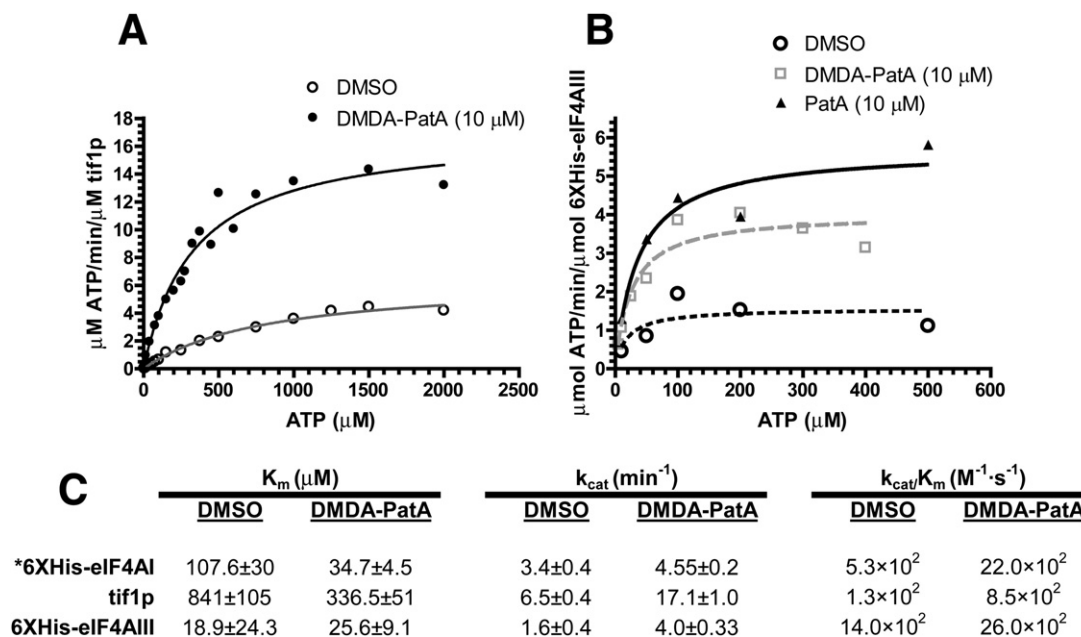 A
DMSO
DMDA-PatA (10 μM)
μM ATP/min/μM tif1p
18
16
14
12
10
8
6
4
2
0
0 500 1000 1500 2000 2500
ATP (μM)
B
DMSO
DMDA-PatA (10 μM)
PatA (10 μM)
μmol ATP/min/μmol 6XHis-eIF4AIII
6
5
4
3
2
1
0
0 100 200 300 400 500 600
ATP (μM)
C
Km (μM) kcat (min⁻¹) kcat/Km (M⁻¹·s⁻¹)
DMSO DMDA-PatA DMSO DMDA-PatA DMSO DMDA-PatA
*6XHis-eIF4AI 107.6±30 34.7±4.5 3.4±0.4 4.55±0.2 5.3×10² 22.0×10²
tif1p 841±105 336.5±51 6.5±0.4 17.1±1.0 1.3×10² 8.5×10²
6XHis-eIF4AIII 18.9±24.3 25.6±9.1 1.6±0.4 4.0±0.33 14.0×10² 26.0×10²